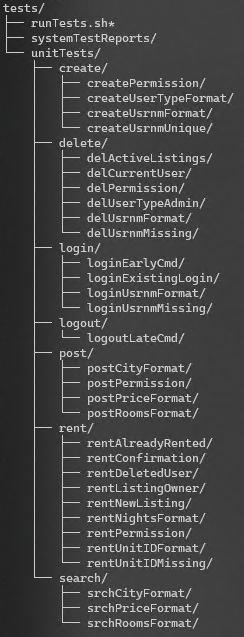 tests/
├── runTests.sh*
├── systemTestReports/
└── unitTests/
    ├── create/
    │   ├── createPermission/
    │   ├── createUserTypeFormat/
    │   ├── createUsrnmFormat/
    │   └── createUsrnmUnique/
    ├── delete/
    │   ├── delActiveListings/
    │   ├── delCurrentUser/
    │   ├── delPermission/
    │   ├── delUserTypeAdmin/
    │   ├── delUsrnmFormat/
    │   └── delUsrnmMissing/
    ├── login/
    │   ├── loginEarlyCmd/
    │   ├── loginExistingLogin/
    │   ├── loginUsrnmFormat/
    │   └── loginUsrnmMissing/
    ├── logout/
    │   └── logoutLateCmd/
    ├── post/
    │   ├── postCityFormat/
    │   ├── postPermission/
    │   ├── postPriceFormat/
    │   └── postRoomsFormat/
    ├── rent/
    │   ├── rentAlreadyRented/
    │   ├── rentConfirmation/
    │   ├── rentDeletedUser/
    │   ├── rentListingOwner/
    │   ├── rentNewListing/
    │   ├── rentNightsFormat/
    │   ├── rentPermission/
    │   ├── rentUnitIDFormat/
    │   └── rentUnitIDMissing/
    └── search/
        ├── srchCityFormat/
        ├── srchPriceFormat/
        └── srchRoomsFormat/